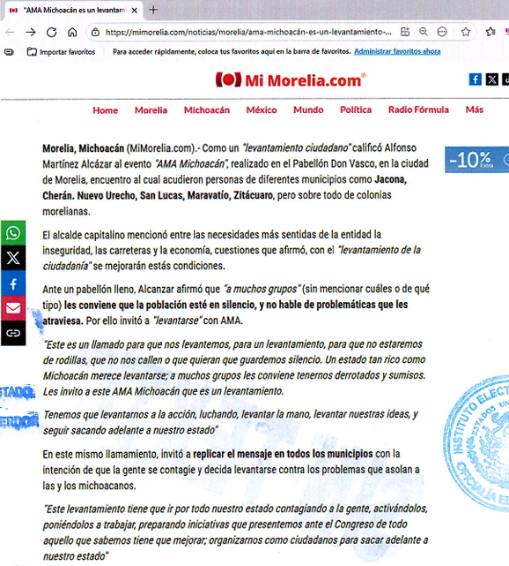 "AMA Michoacán es un levantam
https://mimorelia.com/noticias/morelia/ama-michoacán-es-un-levantamiento-...
Importar favoritos Para acceder rápidamente, coloca tus favoritos aquí en la barra de favoritos. Administrar favoritos ahora
Mi Morelia.com
Home Morelia Michoacán México Mundo Política Radio Fórmula Más
Morelia, Michoacán (MiMorelia.com).- Como un "levantamiento ciudadano" calificó Alfonso
Martínez Alcázar al evento "AMA Michoacán", realizado en el Pabellón Don Vasco, en la ciudad
de Morelia, encuentro al cual acudieron personas de diferentes municipios como Jacona,
Cherán. Nuevo Urecho, San Lucas, Maravatío, Zitácuaro, pero sobre todo de colonias
morelianas.
-10%
Extra
El alcalde capitalino mencionó entre las necesidades más sentidas de la entidad la
inseguridad, las carreteras y la economía, cuestiones que afirmó, con el "levantamiento de la
ciudadanía" se mejorarán estás condiciones.
Ante un pabellón lleno, Alcanzar afirmó que "a muchos grupos" (sin mencionar cuáles o de qué
tipo) les conviene que la población esté en silencio, y no hable de problemáticas que les
atraviesa. Por ello invitó a "levantarse" con AMA.
"Este es un llamado para que nos levantemos, para un levantamiento, para que no estaremos
de rodillas, que no nos callen o que quieran que guardemos silencio. Un estado tan rico como
Michoacán merece levantarse; a muchos grupos les conviene tenernos derrotados y sumisos.
Les invito a este AMA Michoacán que es un levantamiento.
Tenemos que levantarnos a la acción, luchando, levantar la mano, levantar nuestras ideas, y
seguir sacando adelante a nuestro estado"
INSTITUTO ELECT
OFICIALÍA E
En este mismo llamamiento, invitó a replicar el mensaje en todos los municipios con la
intención de que la gente se contagie y decida levantarse contra los problemas que asolan a
las y los michoacanos.
"Este levantamiento tiene que ir por todo nuestro estado contagiando a la gente, activándolos,
poniéndolos a trabajar, preparando iniciativas que presentemos ante el Congreso de todo
aquello que sabemos tiene que mejorar; organizarnos como ciudadanos para sacar adelante a
nuestro estado"